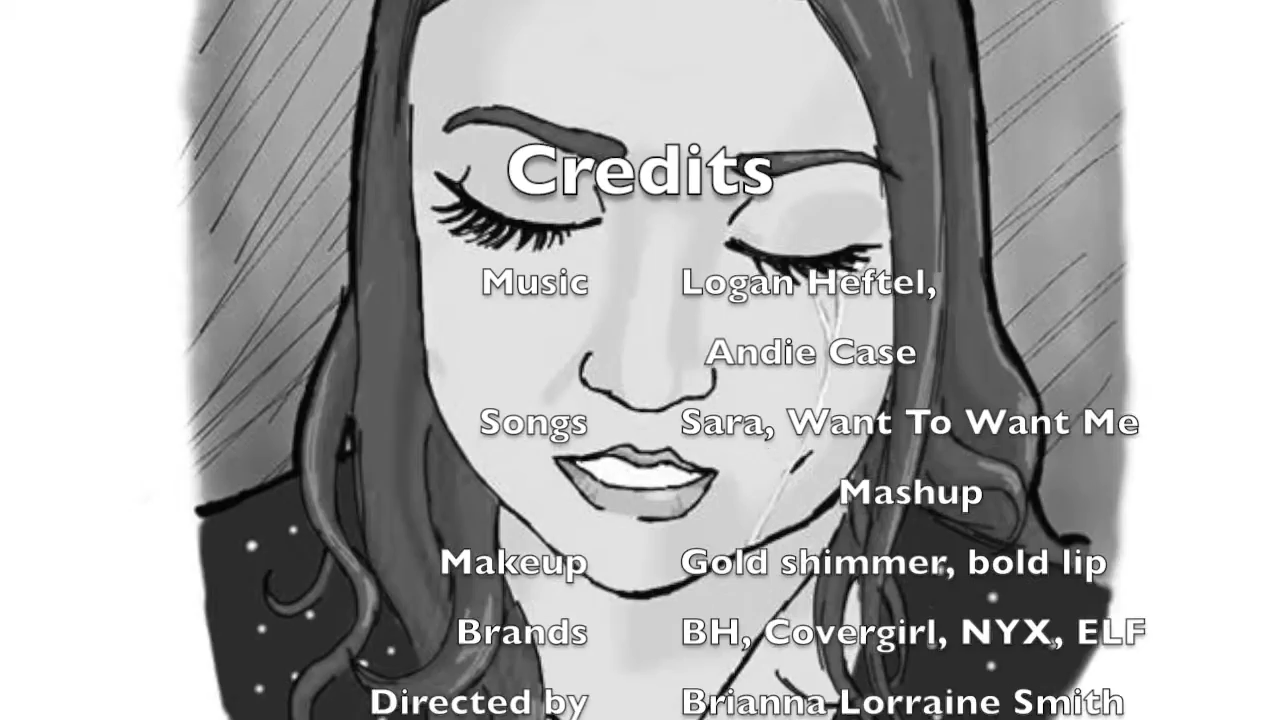 Credits
Music Logan Heftel,
Andie Case
Songs Sara, Want To Want Me
Mashup
Makeup Gold shimmer, bold lip
Brands BH, Covergirl, NYX, ELF
Directed by Brianna Lorraine Smith